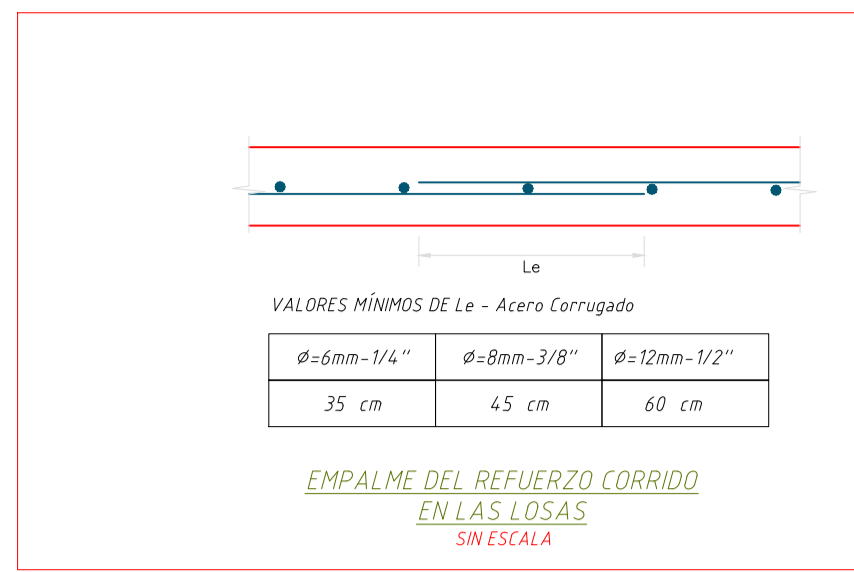 Le
VALORES MÍNIMOS DE Le - Acero Corrugado
Ø=6mm-1/4" Ø=8mm-3/8" Ø=12mm-1/2"
35 cm 45 cm 60 cm
EMPALME DEL REFUERZO CORRIDO
EN LAS LOSAS
SIN ESCALA